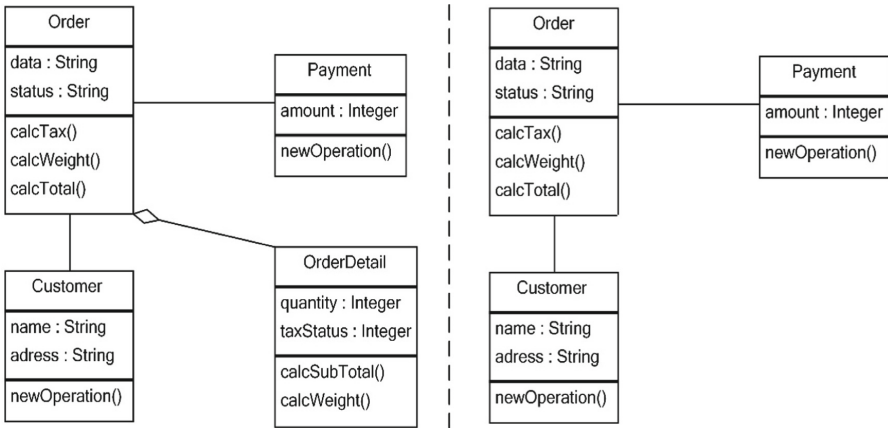 Order
data : String
status : String
calcTax()
calcWeight()
calcTotal()
Payment
amount : Integer
newOperation()
Customer
name : String
adress : String
newOperation()
OrderDetail
quantity : Integer
taxStatus : Integer
calcSubTotal()
calcWeight()
Order
data : String
status : String
calcTax()
calcWeight()
calcTotal()
Payment
amount : Integer
newOperation()
Customer
name : String
adress : String
newOperation()